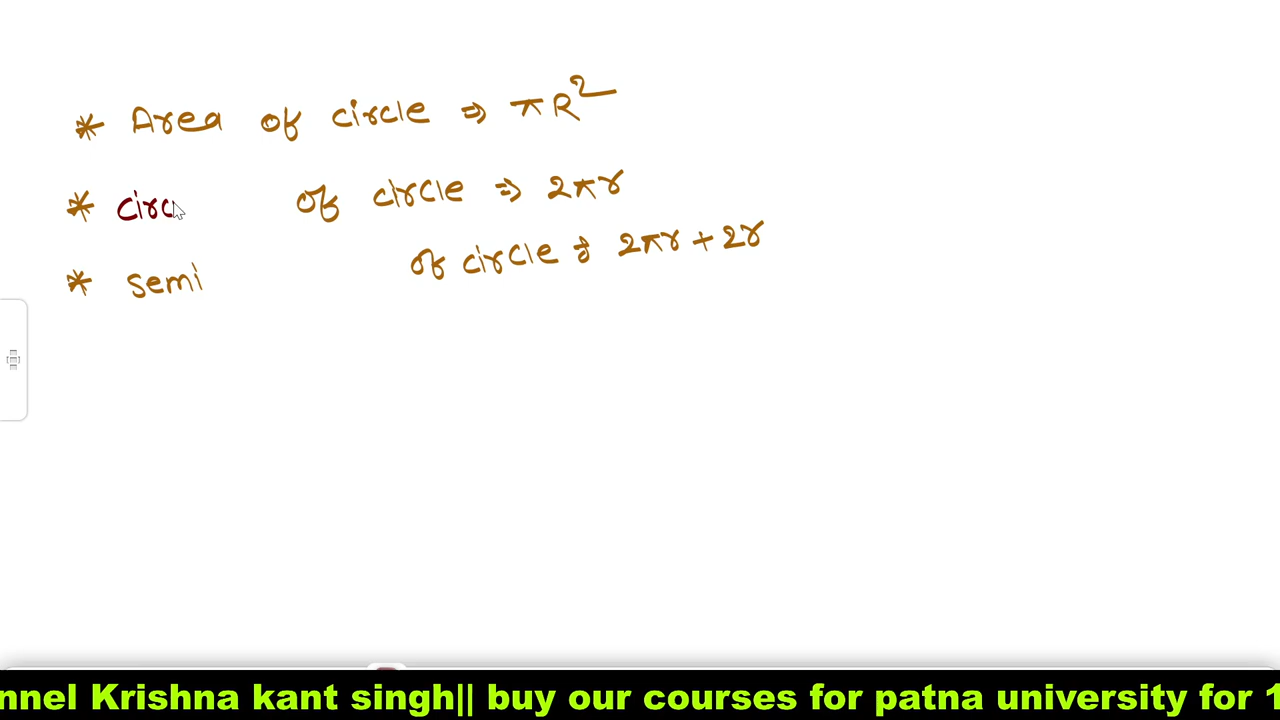 * Area of circle ⇒ πR²
* circ of circle ⇒ 2πr
* semi of circle : 2πr + 2r
nnel Krishna kant singh|| buy our courses for patna university for 1